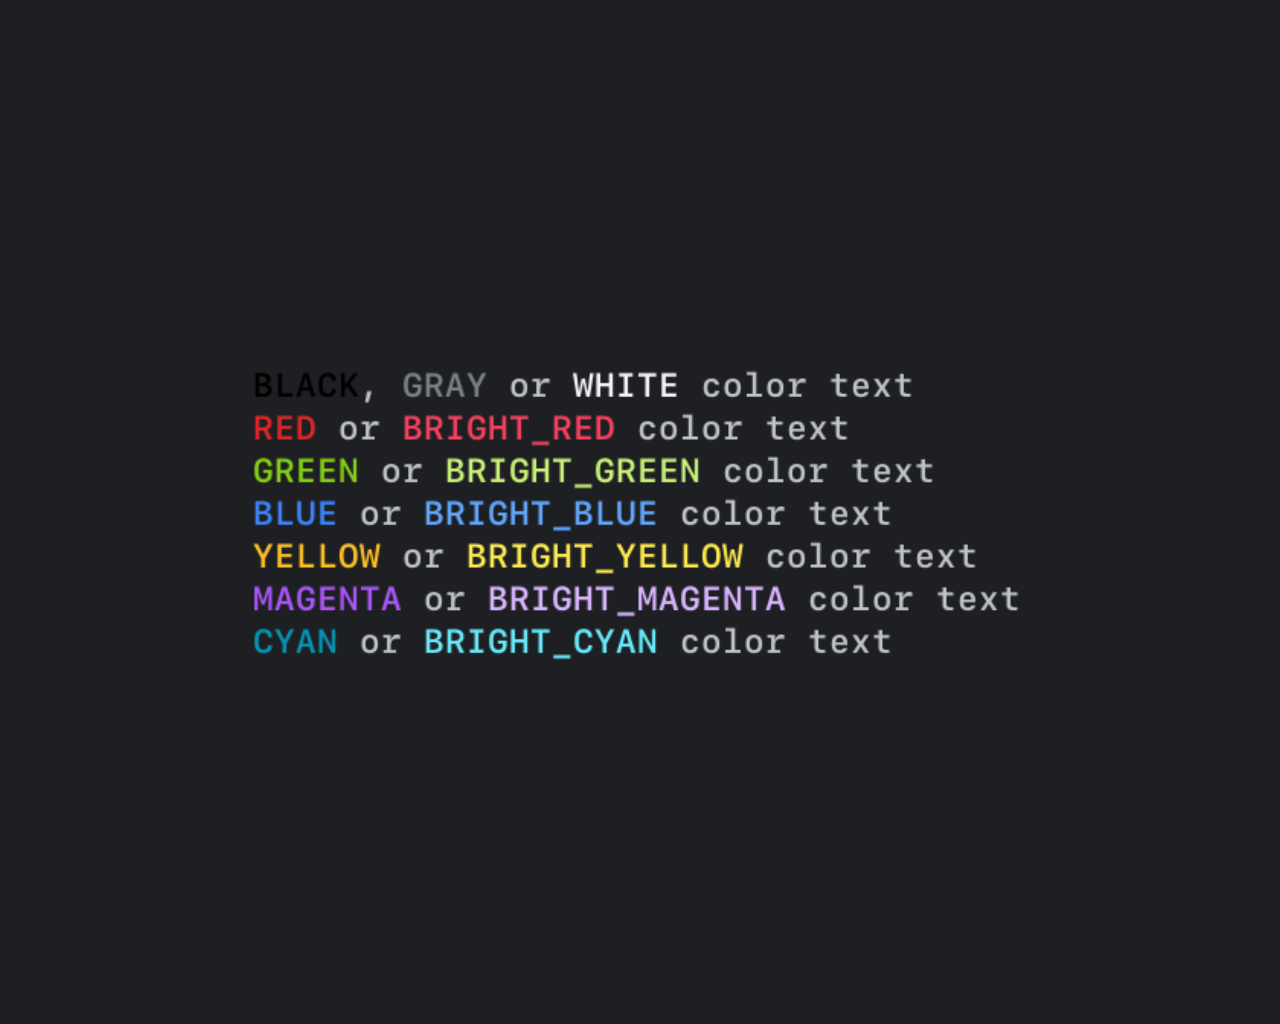 BLACK, GRAY or WHITE color text
RED or BRIGHT_RED color text
GREEN or BRIGHT_GREEN color text
BLUE or BRIGHT_BLUE color text
YELLOW or BRIGHT_YELLOW color text
MAGENTA or BRIGHT_MAGENTA color text
CYAN or BRIGHT_CYAN color text